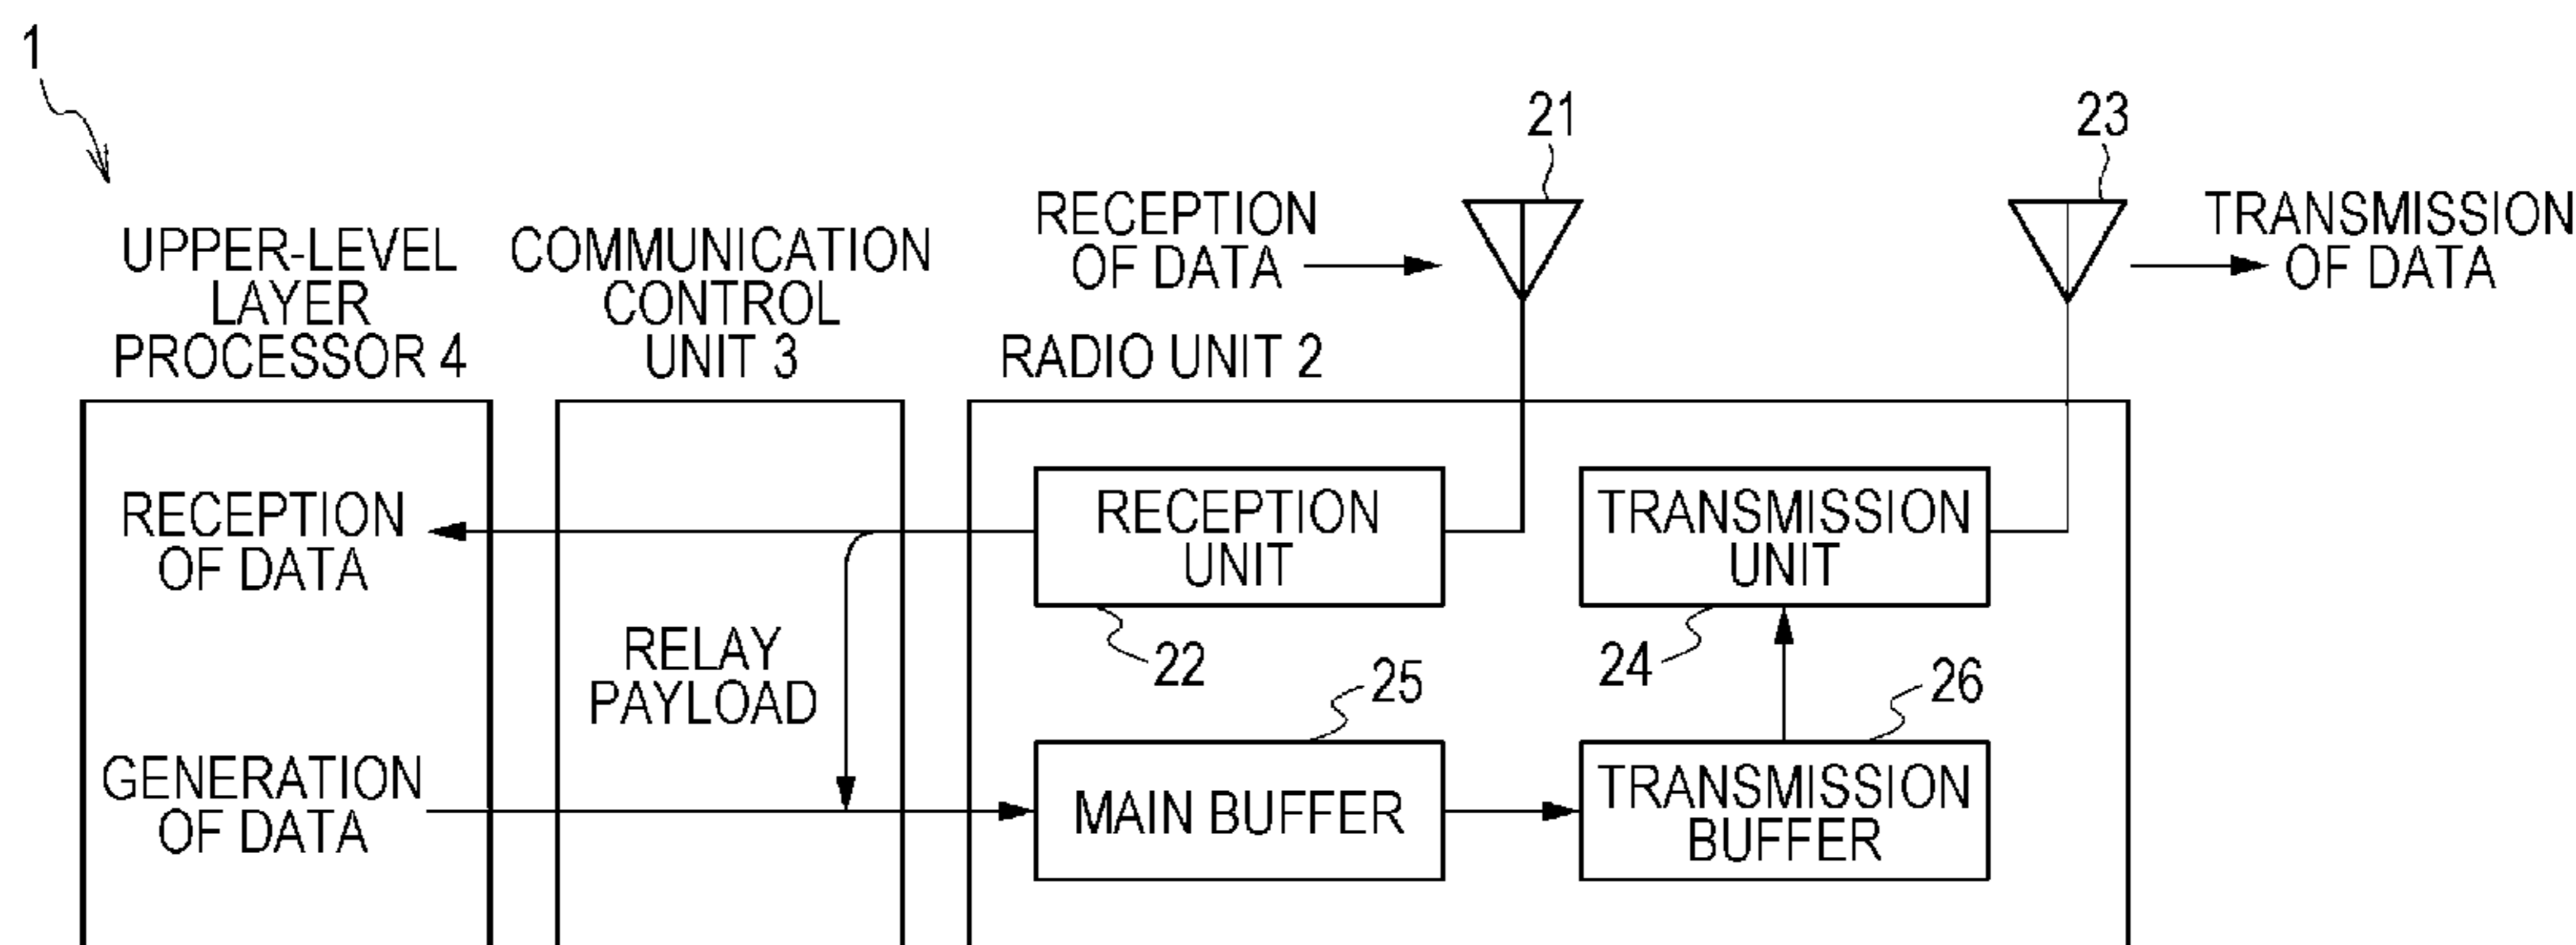 1
21
23
RECEPTION
OF DATA
TRANSMISSION
OF DATA
UPPER-LEVEL
LAYER
PROCESSOR 4
COMMUNICATION
CONTROL
UNIT 3
RADIO UNIT 2
RECEPTION
OF DATA
RECEPTION
UNIT
TRANSMISSION
UNIT
RELAY
PAYLOAD
22
24
25
26
GENERATION
OF DATA
MAIN BUFFER
TRANSMISSION
BUFFER